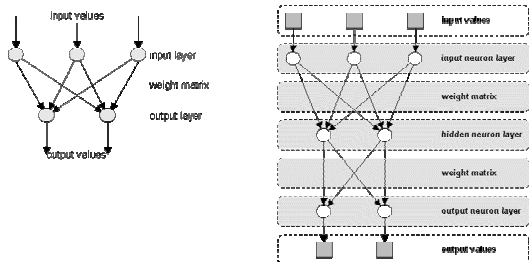 input values
input layer
weight matrix
output layer
output values
input values
input neuron layer
weight matrix
hidden neuron layer
weight matrix
output neuron layer
output values